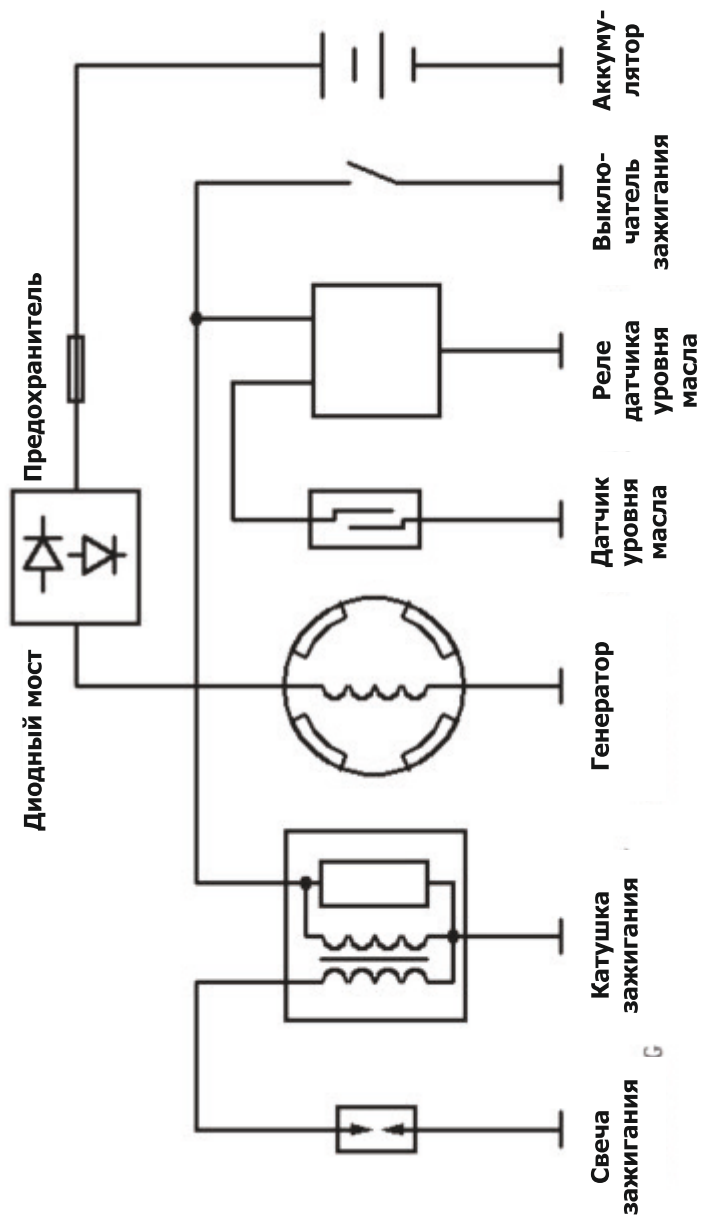 Предохранитель
Диодный мост
Свеча
зажигания
Катушка
зажигания
Генератор
Датчик
уровня
масла
Реле
датчика
уровня
масла
Выклю-
чатель
зажигания
Аккуму-
лятор
G